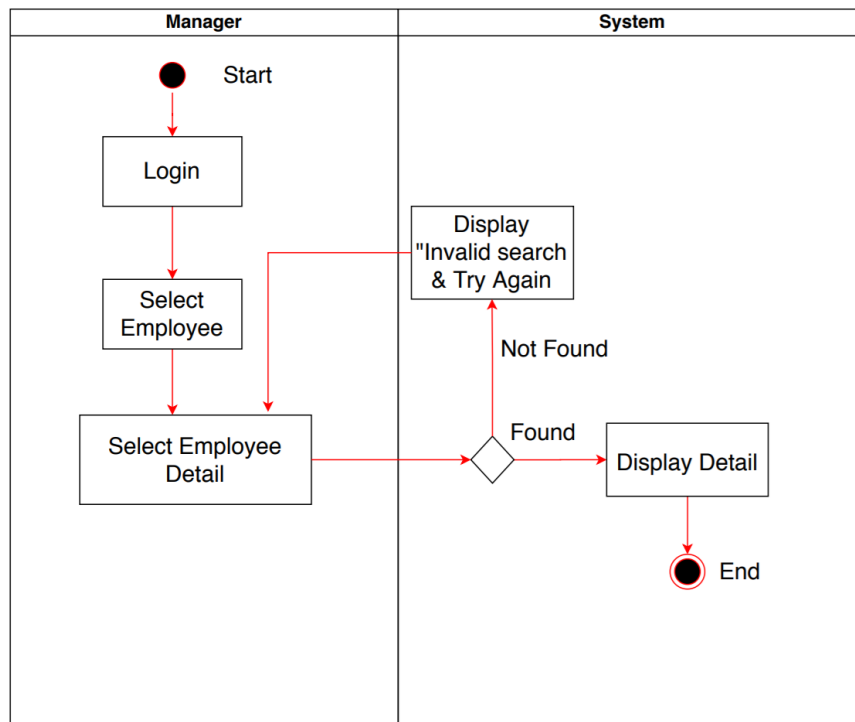 Manager
System
Start
Login
Select
Employee
Select Employee
Detail
Display
"Invalid search
& Try Again
Not Found
Found
Display Detail
End